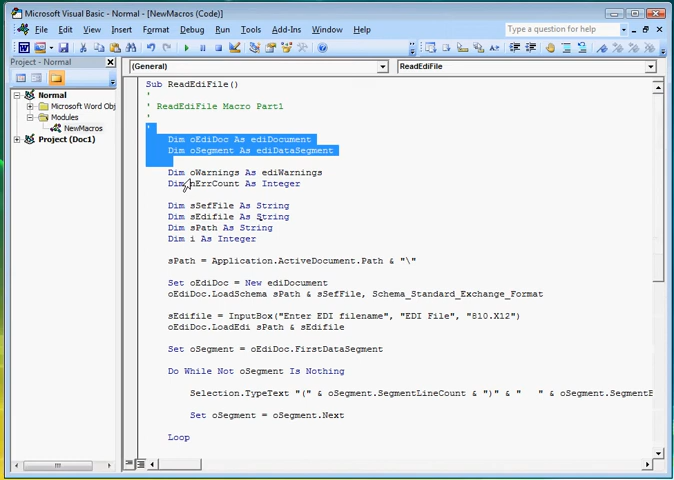 Microsoft Visual Basic - Normal - [NewMacros (Code)]
File Edit View Insert Format Debug Run Tools Add-Ins Window Help
Type a question for help
Project - Normal
(General)
ReadEdiFile
Normal
Microsoft Word Obj
Modules
NewMacros
Project (Doc1)
Sub ReadEdiFile()
'
' ReadEdiFile Macro Part1
'
'
Dim oEdiDoc As ediDocument
Dim oSegment As ediDataSegment
Dim oWarnings As ediWarnings
Dim nErrCount As Integer
Dim sSefFile As String
Dim sEdifile As String
Dim sPath As String
Dim i As Integer
sPath = Application.ActiveDocument.Path & "\"
Set oEdiDoc = New ediDocument
oEdiDoc.LoadSchema sPath & sSefFile, Schema_Standard_Exchange_Format
sEdifile = InputBox("Enter EDI filename", "EDI File", "810.X12")
oEdiDoc.LoadEdi sPath & sEdifile
Set oSegment = oEdiDoc.FirstDataSegment
Do While Not oSegment Is Nothing
Selection.TypeText "(" & oSegment.SegmentLineCount & ")" & "   " & oSegment.SegmentE
Set oSegment = oSegment.Next
Loop